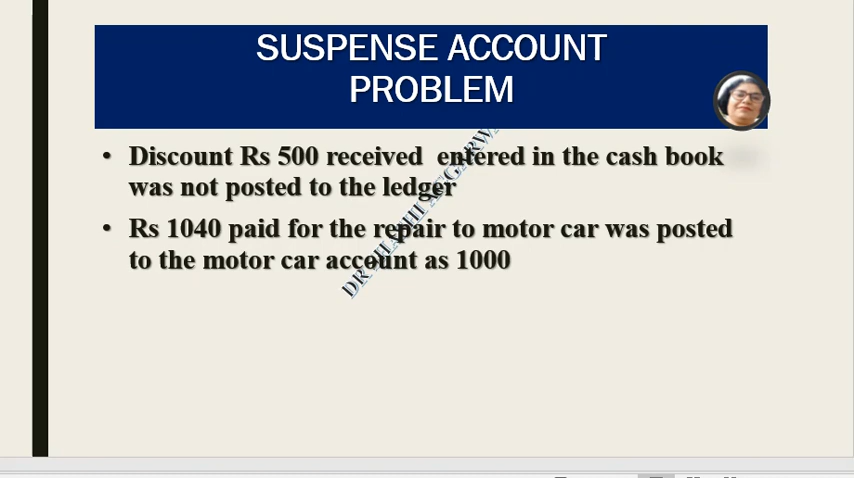 SUSPENSE ACCOUNT
PROBLEM
• Discount Rs 500 received entered in the cash book
was not posted to the ledger
• Rs 1040 paid for the repair to motor car was posted
to the motor car account as 1000
DR